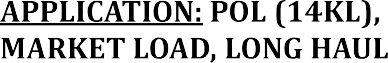 APPLICATION: POL (14KL),
MARKET LOAD, LONG HAUL